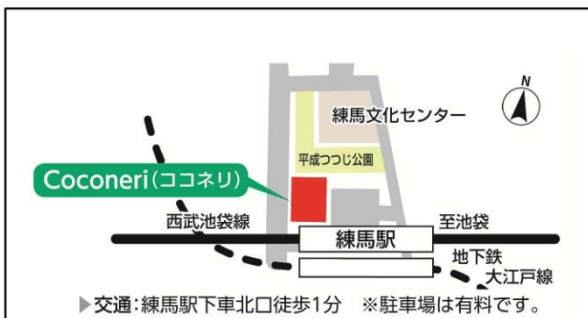 N
練馬文化センター
平成つつじ公園
Coconeri(ココネリ)
西武池袋線
至池袋
練馬駅
地下鉄
大江戸線
▶交通:練馬駅下車北口徒歩1分 ※駐車場は有料です。